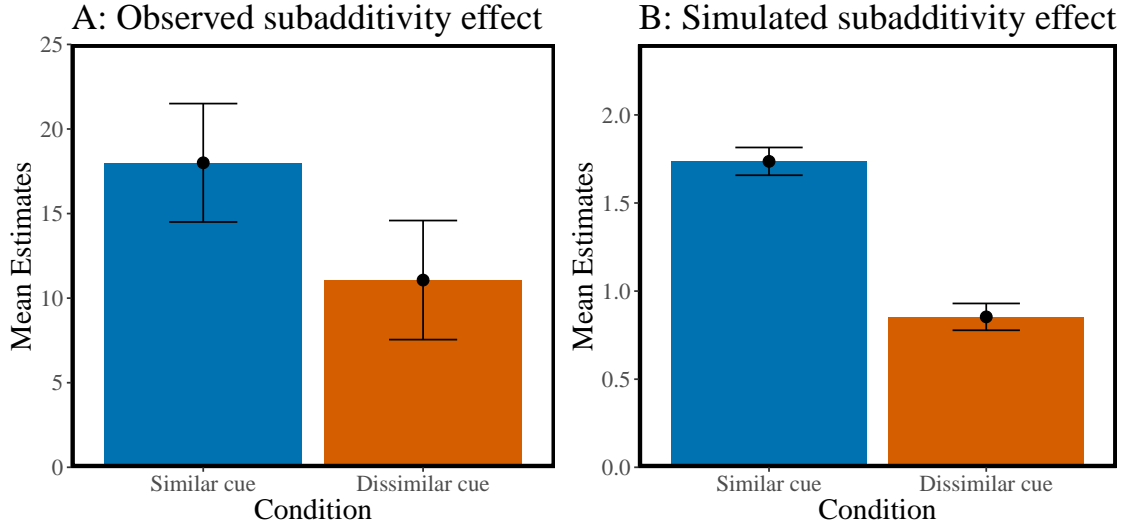 A: Observed subadditivity effect
Mean Estimates
25
20
15
10
5
0
Similar cue
Dissimilar cue
Condition
B: Simulated subadditivity effect
Mean Estimates
2.0
1.5
1.0
0.5
0.0
Similar cue
Dissimilar cue
Condition